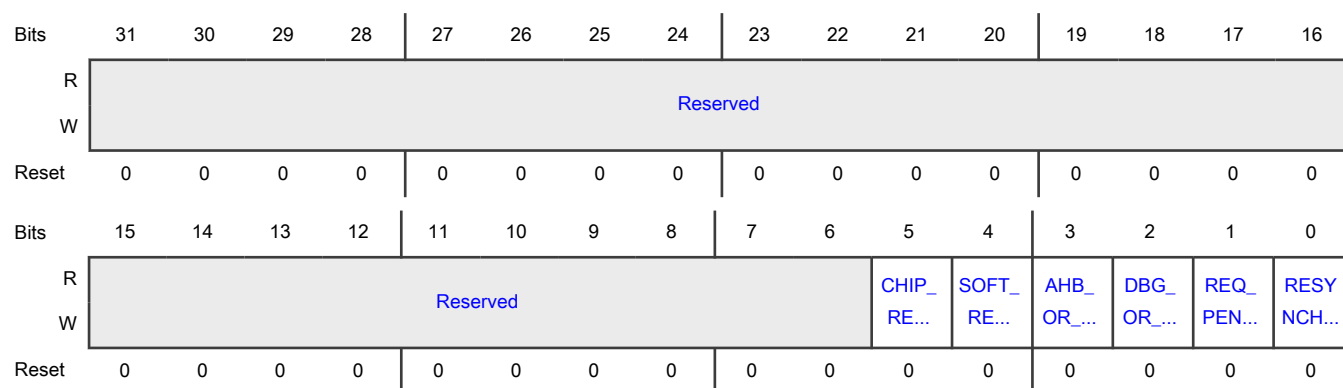 Bits 31 30 29 28 27 26 25 24 23 22 21 20 19 18 17 16
R
Reserved
W
Reset 0 0 0 0 0 0 0 0 0 0 0 0 0 0 0 0
Bits 15 14 13 12 11 10 9 8 7 6 5 4 3 2 1 0
R CHIP_ SOFT_ AHB_ DBG_ REQ_ RESY
Reserved
W RE... RE... OR_... OR_... PEN... NCH...
Reset 0 0 0 0 0 0 0 0 0 0 0 0 0 0 0 0